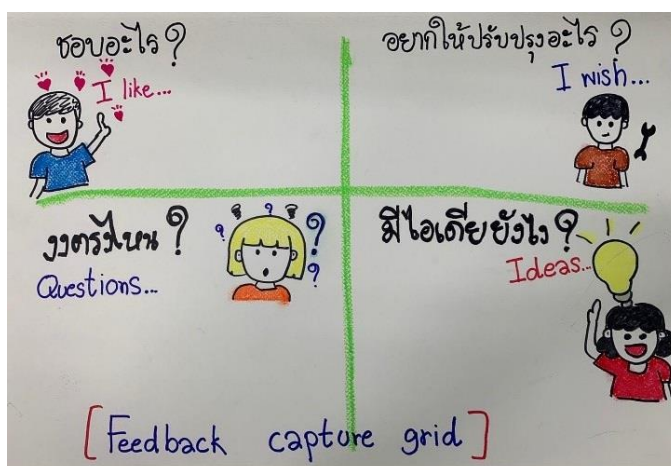 ชอบอะไร?
I like...
อยากให้ปรับปรุงอะไร?
I wish...
งงตรงไหน?
Questions...
มีไอเดียยังไง?
Ideas...
[Feedback capture grid]